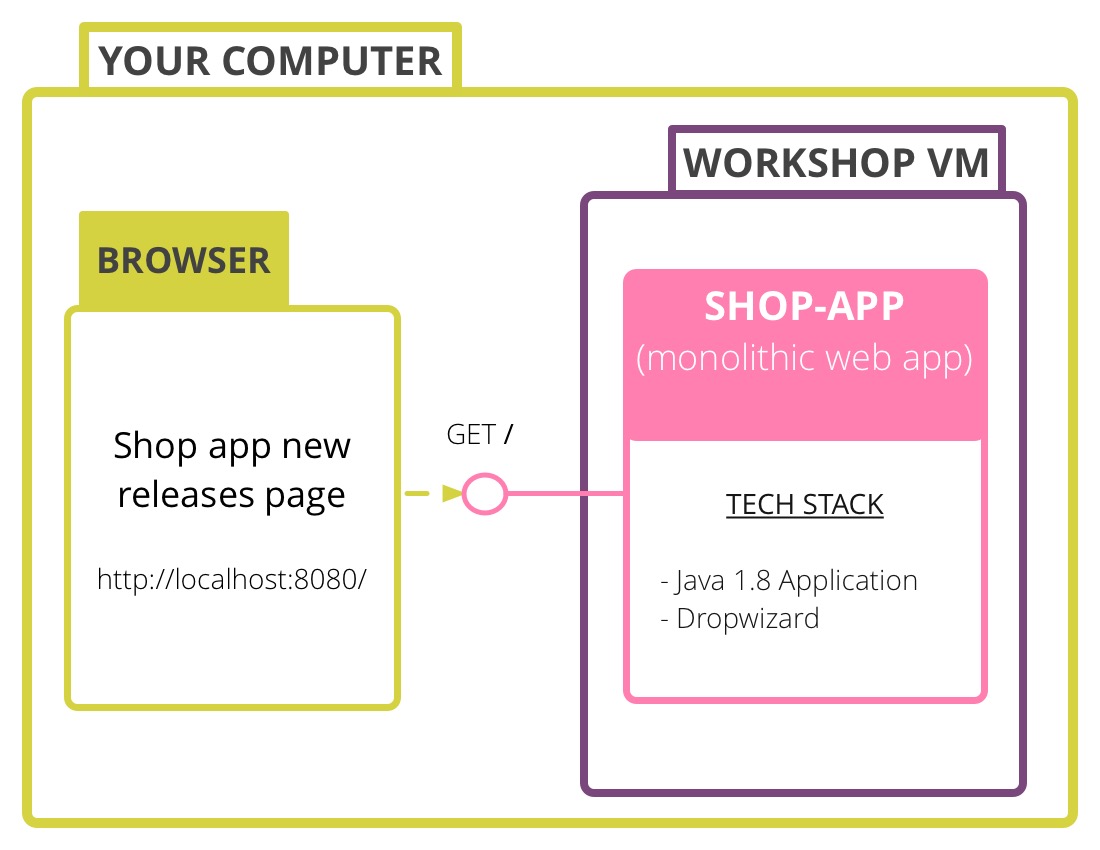 YOUR COMPUTER
WORKSHOP VM
BROWSER
Shop app new
releases page
http://localhost:8080/
GET /
SHOP-APP
(monolithic web app)
TECH STACK
- Java 1.8 Application
- Dropwizard